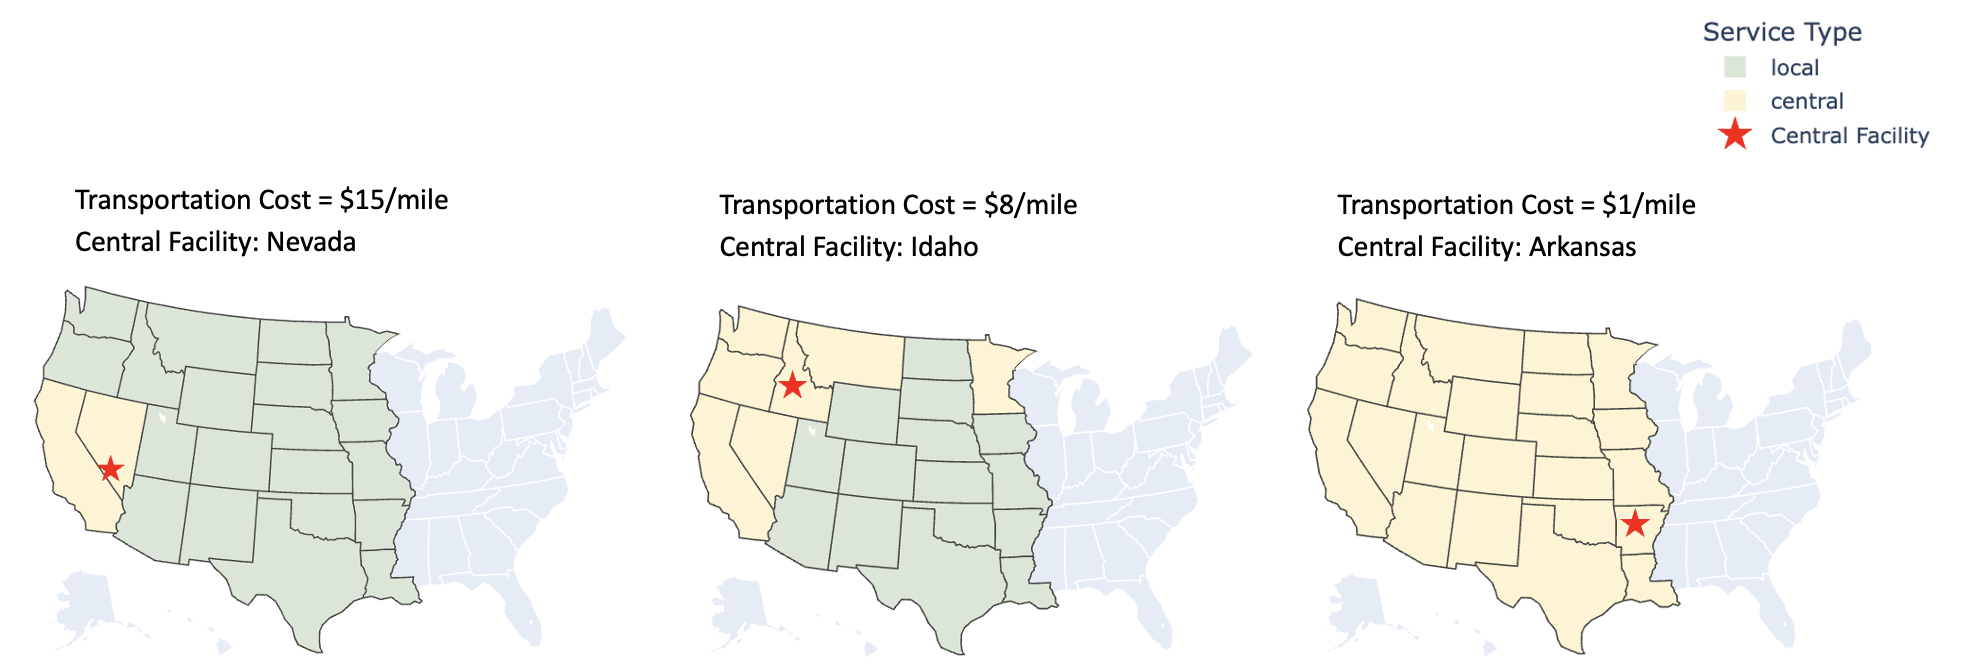 Service Type
local
central
Central Facility
Transportation Cost = $15/mile
Central Facility: Nevada
Transportation Cost = $8/mile
Central Facility: Idaho
Transportation Cost = $1/mile
Central Facility: Arkansas